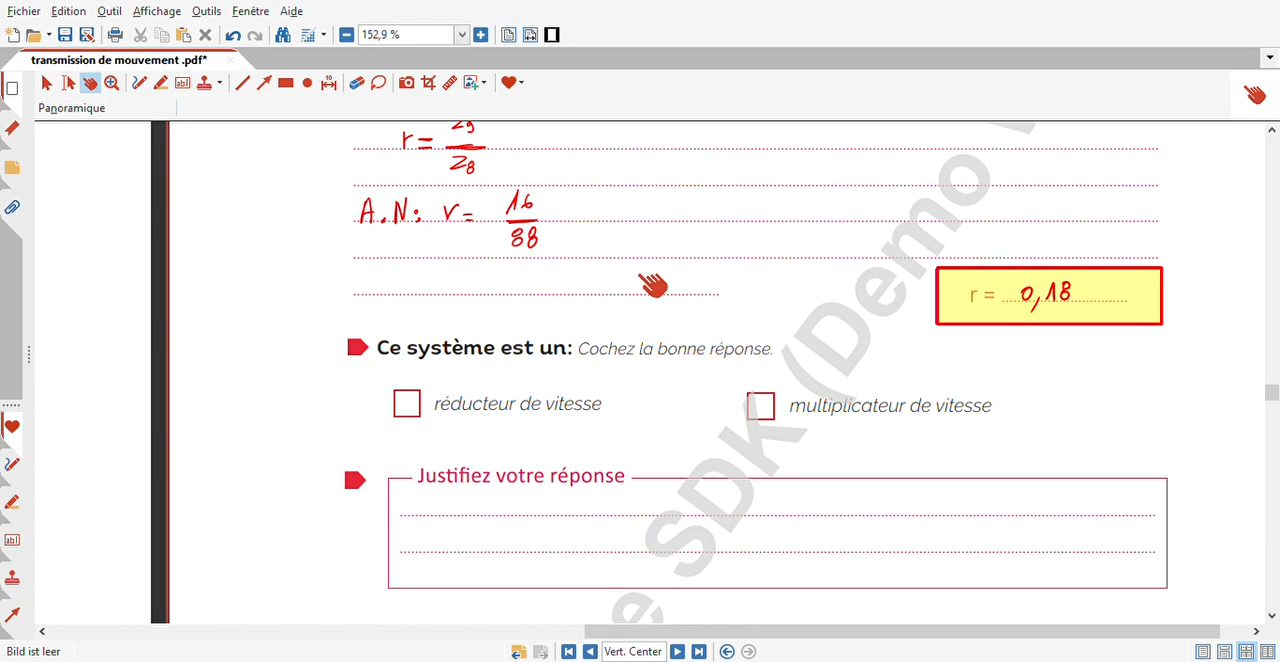 Fichier Edition Outil Affichage Outils Fenêtre Aide
152,9 %
transmission de mouvement .pdf*
Panoramique
r =
Z8
A.N: r = 16
88
r = 0,18
Ce système est un: Cochez la bonne réponse.
réducteur de vitesse
multiplicateur de vitesse
Justifiez votre réponse
e SDK (Demo
Bild ist leer
Vert. Center